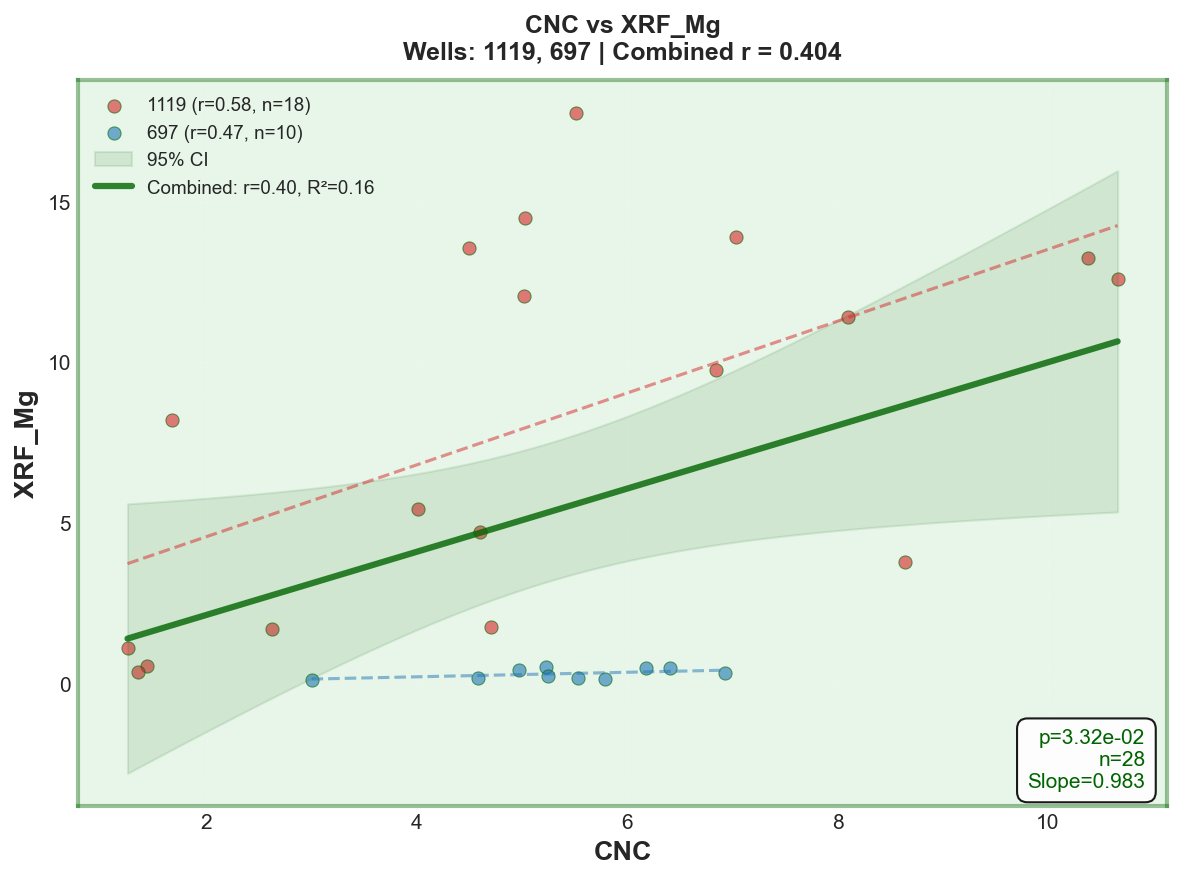 CNC vs XRF_Mg
Wells: 1119, 697 | Combined r = 0.404
1119 (r=0.58, n=18)
697 (r=0.47, n=10)
95% CI
Combined: r=0.40, R²=0.16
XRF_Mg
15
10
5
0
p=3.32e-02
n=28
Slope=0.983
2
4
6
8
10
CNC